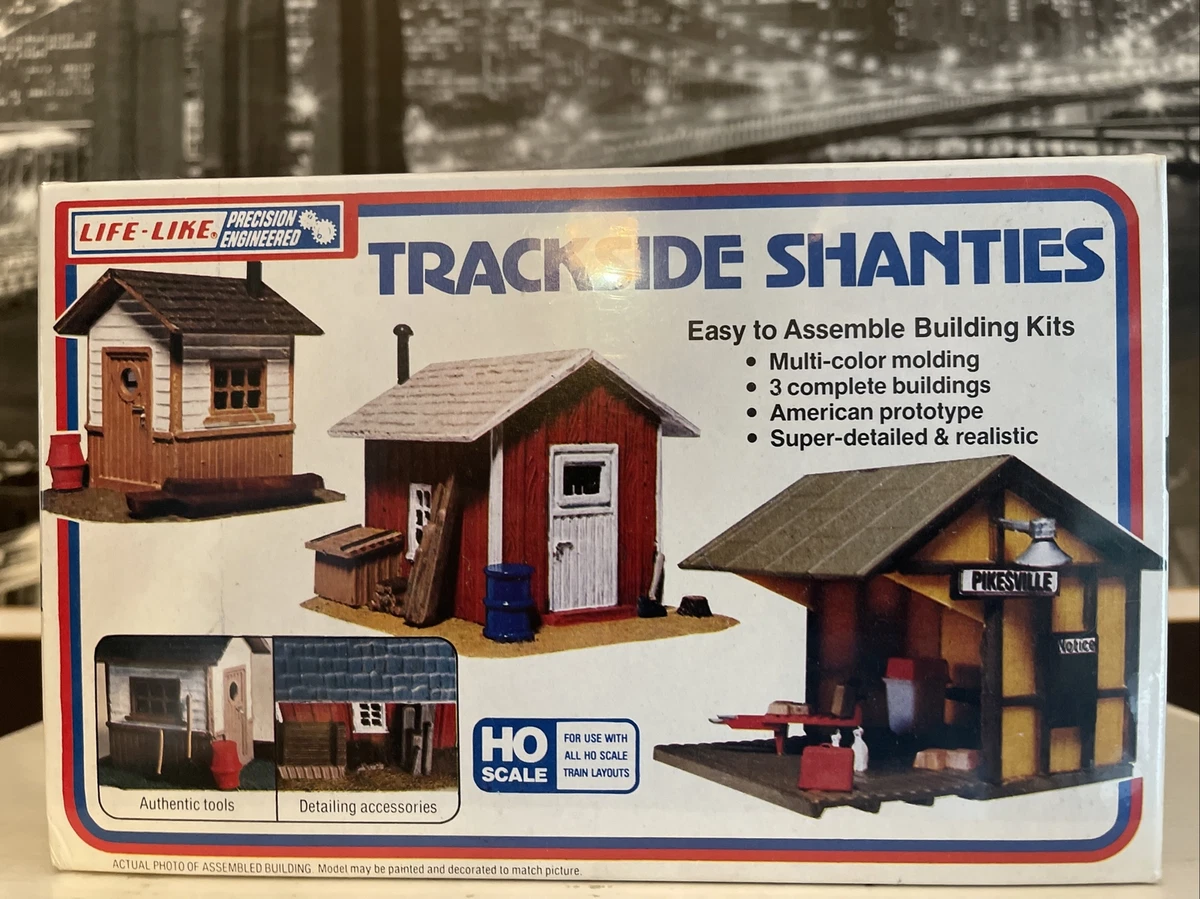 LIFE-LIKE® PRECISION ENGINEERED
TRACKSIDE SHANTIES
Easy to Assemble Building Kits
• Multi-color molding
• 3 complete buildings
• American prototype
• Super-detailed & realistic
PIKESVILLE
Notice
HO SCALE
FOR USE WITH
ALL HO SCALE
TRAIN LAYOUTS
Authentic tools
Detailing accessories
ACTUAL PHOTO OF ASSEMBLED BUILDING. Model may be painted and decorated to match picture.